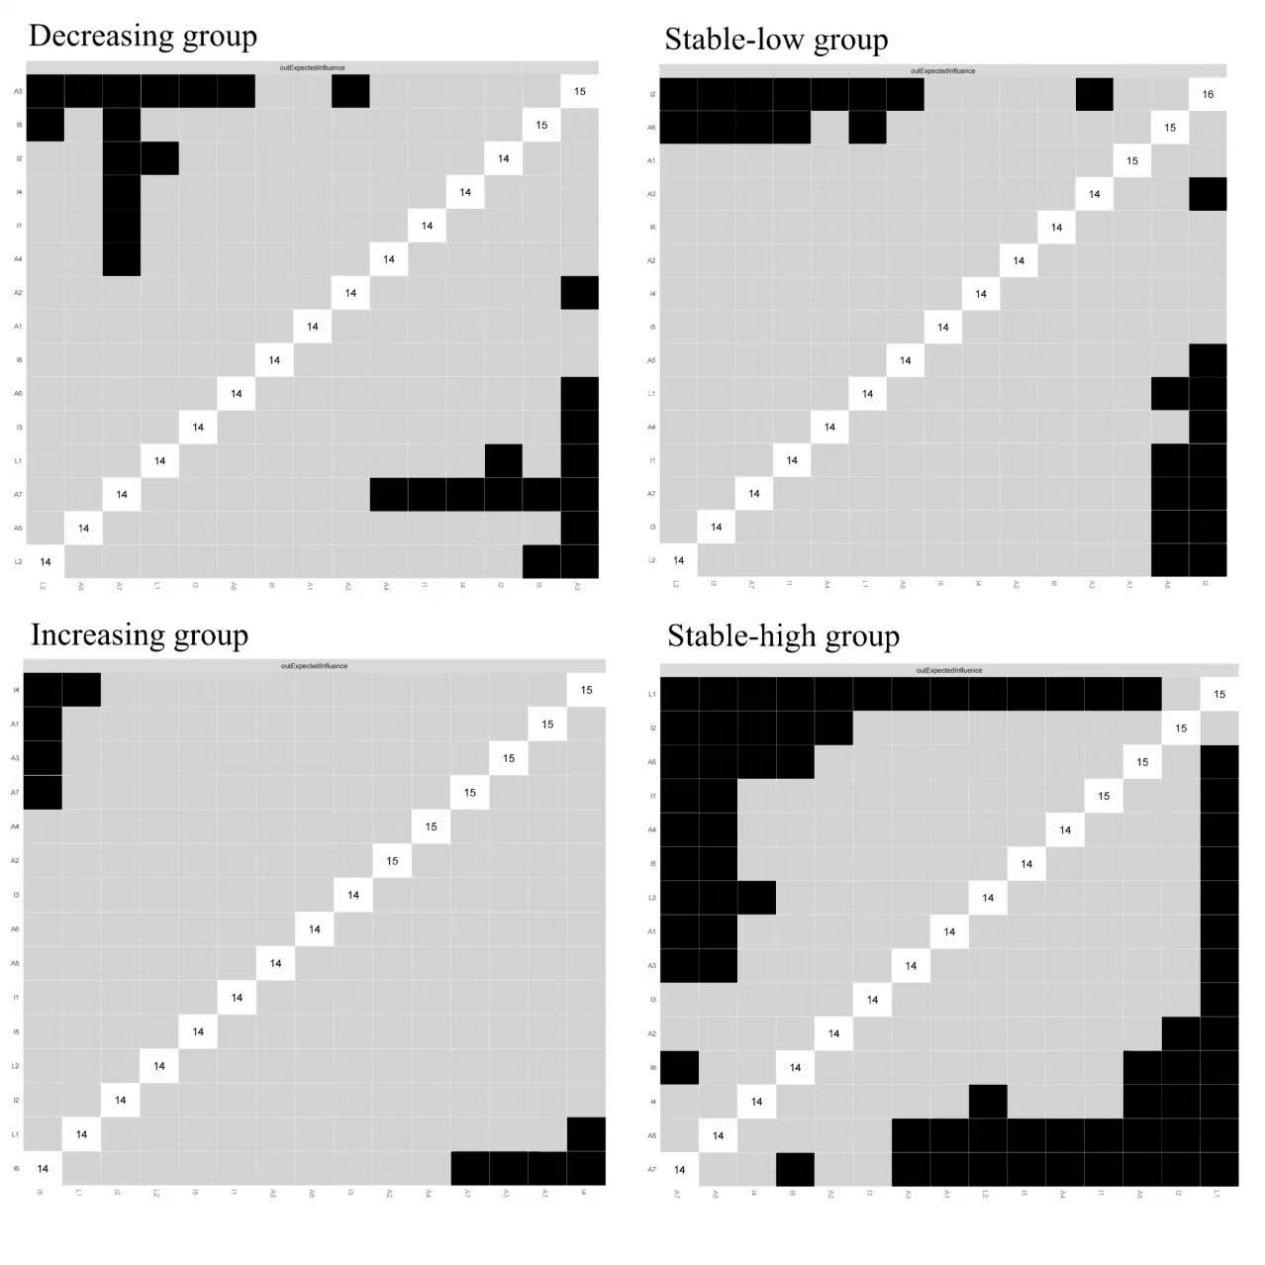 Decreasing group
outExpectedInfluence
A3 15
I5 15
I2 14
I4 14
I1 14
A4 14
A2 14
A1 14
I6 14
A6 14
I3 14
L1 14
A7 14
A5 14
L2 14
L2 A5 A7 L1 I3 A6 I6 A1 A2 A4 I1 I4 I2 I5 A3
Stable-low group
outExpectedInfluence
I2 16
A6 15
A1 15
A3 14
I6 14
A2 14
I4 14
I5 14
A5 14
L1 14
A4 14
I1 14
A7 14
I3 14
L2 14
L2 I3 A7 I1 A4 L1 A5 I5 I4 A2 I6 A3 A1 A6 I2
Increasing group
outExpectedInfluence
I4 15
A1 15
A3 15
A7 15
A4 15
A2 15
I3 14
A6 14
A5 14
I1 14
I5 14
L2 14
I2 14
L1 14
I6 14
I6 L1 I2 L2 I5 I1 A5 A6 I3 A2 A4 A7 A3 A1 I4
Stable-high group
outExpectedInfluence
L1 15
I2 15
A6 15
I1 15
A4 14
I5 14
L2 14
A1 14
A3 14
I3 14
A2 14
I6 14
I4 14
A5 14
A7 14
A7 A5 I4 I6 A2 I3 A3 A1 L2 I5 A4 I1 A6 I2 L1